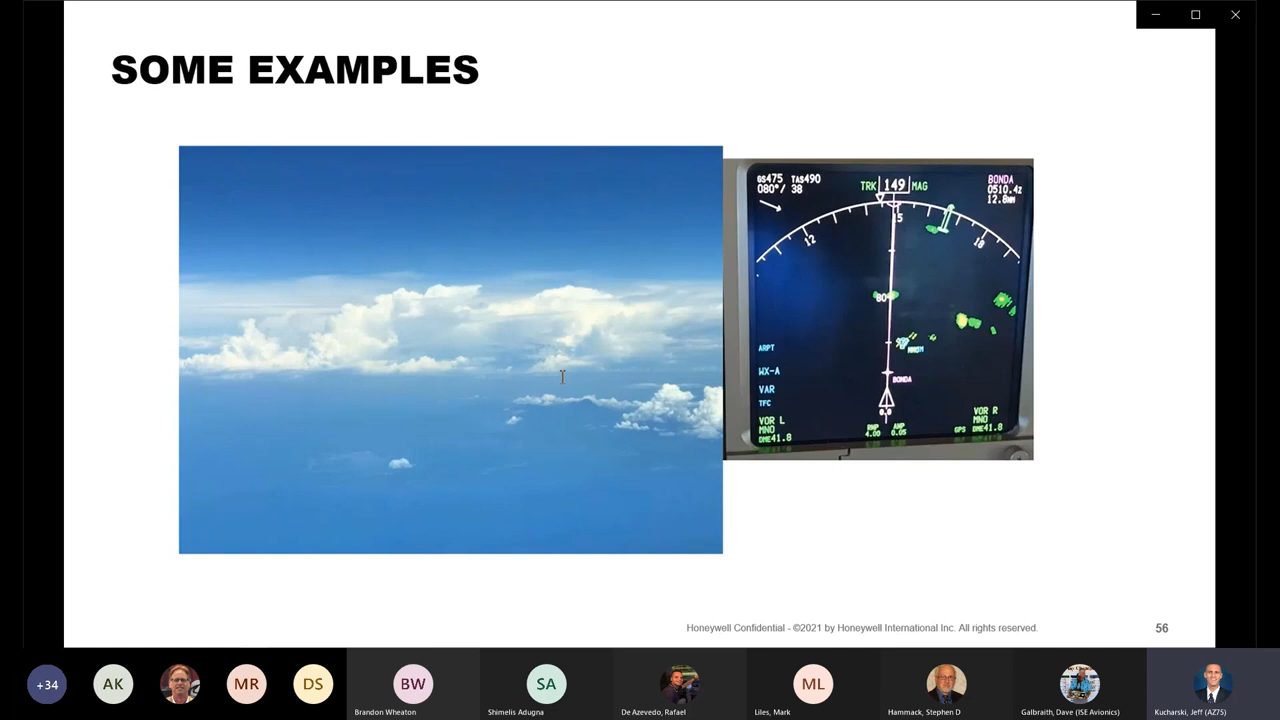 SOME EXAMPLES
GS475 TAS490
080°/ 38
TRK 149 MAG
BONDA
0510.4z
12.8NM
12
15
18
80
ARPT
WX-A
VAR
TFC
BONDA
0.0
VOR L
MNO
DME41.8
RNP
4.00
ANP
0.05
GPS
VOR R
MNO
DME41.8
Honeywell Confidential - ©2021 by Honeywell International Inc. All rights reserved.
56
+34
AK
MR
DS
BW
SA
ML
Brandon Wheaton
Shimelis Adugna
De Azevedo, Rafael
Liles, Mark
Hammack, Stephen D
Galbraith, Dave (ISE Avionics)
Kucharski, Jeff (AZ75)